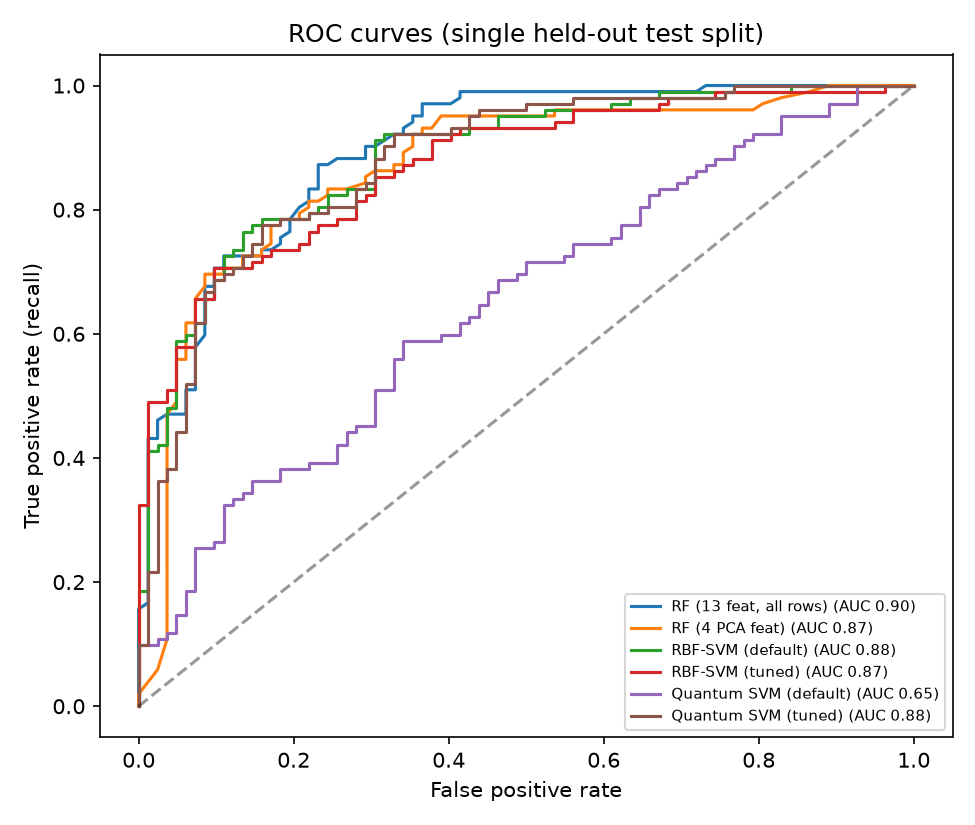 ROC curves (single held-out test split)
True positive rate (recall)
1.0
0.8
0.6
0.4
0.2
0.0
RF (13 feat, all rows) (AUC 0.90)
RF (4 PCA feat) (AUC 0.87)
RBF-SVM (default) (AUC 0.88)
RBF-SVM (tuned) (AUC 0.87)
Quantum SVM (default) (AUC 0.65)
Quantum SVM (tuned) (AUC 0.88)
0.0 0.2 0.4 0.6 0.8 1.0
False positive rate